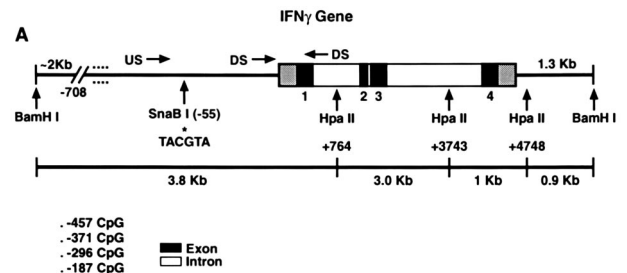 IFNγ Gene
A
~2Kb
....
....
-708
US
DS
DS
1.3 Kb
1
2
3
4
BamH I
SnaB I (-55)
*
TACGTA
Hpa II
Hpa II
Hpa II
BamH I
+764
+3743
+4748
3.8 Kb
3.0 Kb
1 Kb
0.9 Kb
. -457 CpG
. -371 CpG
. -296 CpG
. -187 CpG
Exon
Intron